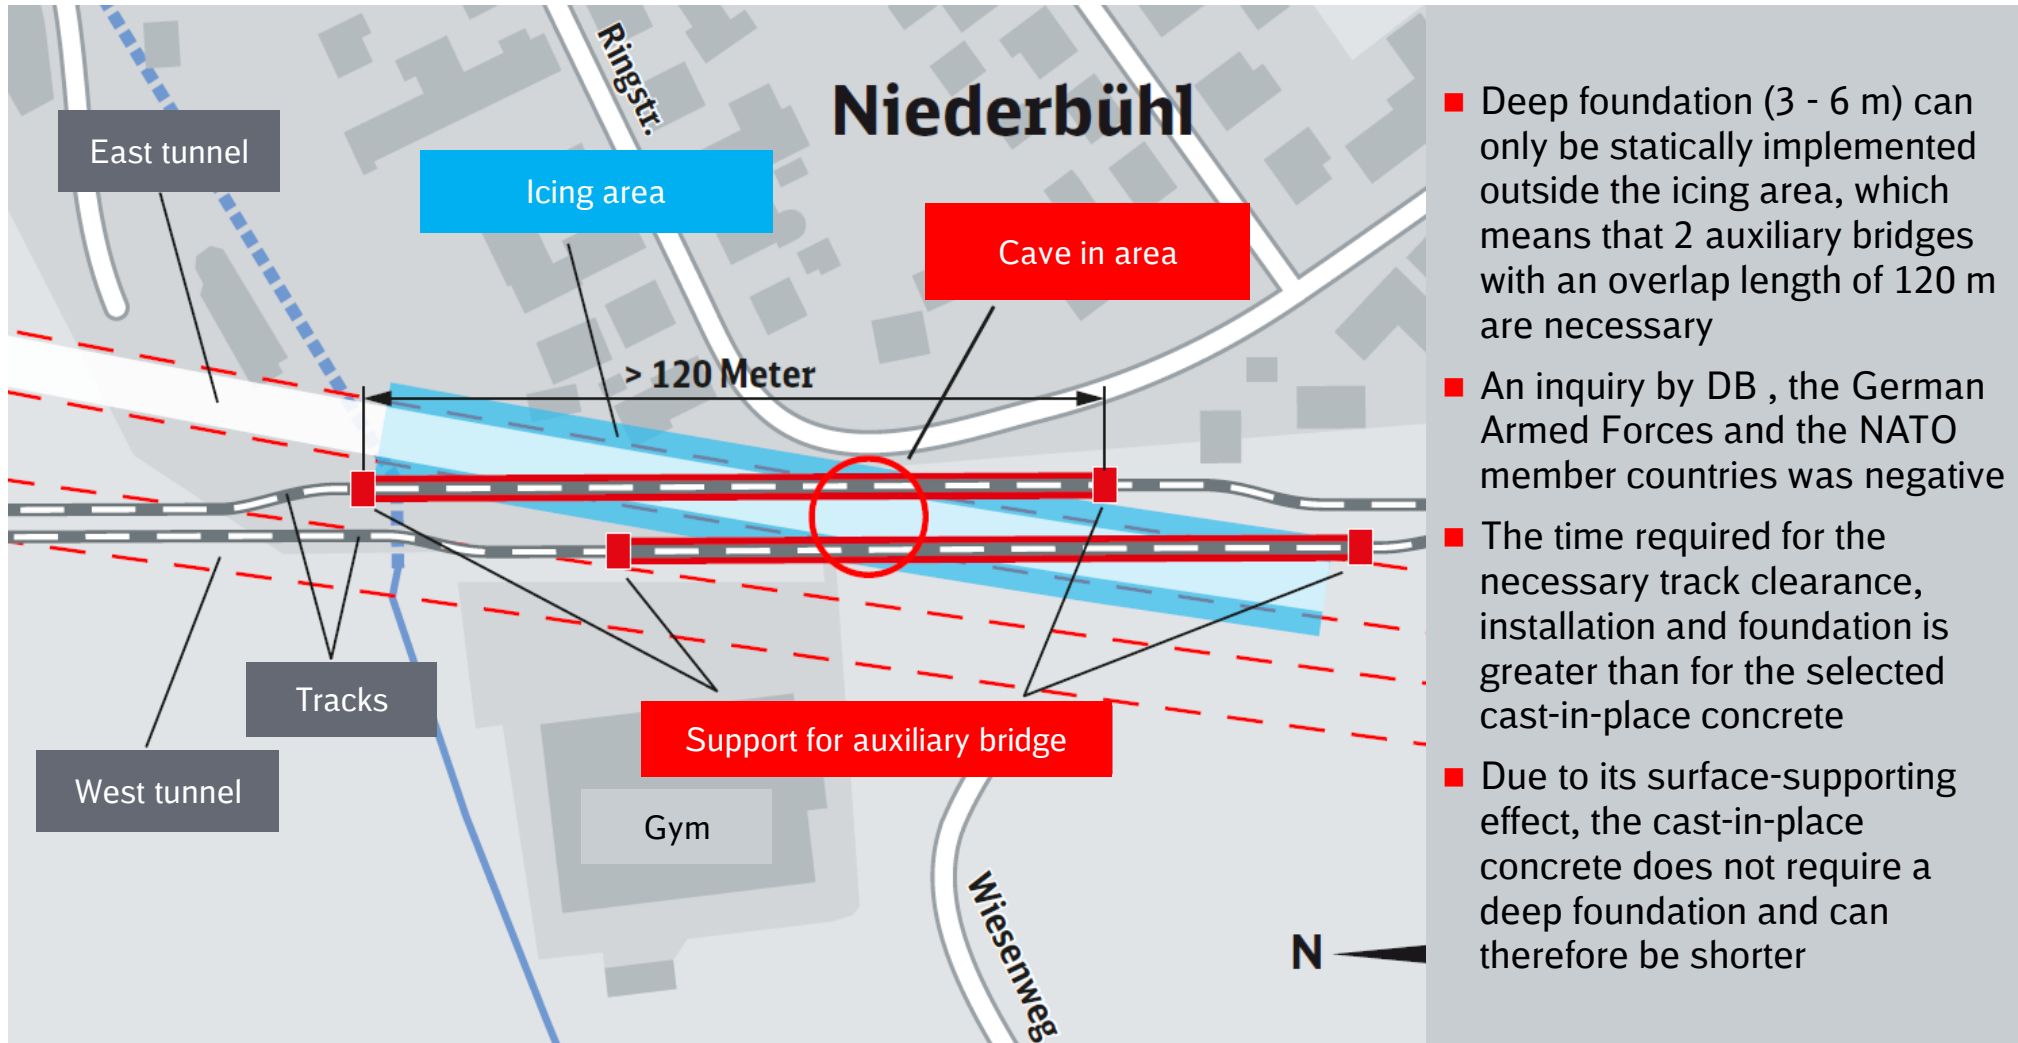 Ringstr.
Niederbühl
East tunnel
Icing area
Cave in area
> 120 Meter
Tracks
West tunnel
Support for auxiliary bridge
Gym
Wiesenweg
N
Deep foundation (3 - 6 m) can
only be statically implemented
outside the icing area, which
means that 2 auxiliary bridges
with an overlap length of 120 m
are necessary
An inquiry by DB , the German
Armed Forces and the NATO
member countries was negative
The time required for the
necessary track clearance,
installation and foundation is
greater than for the selected
cast-in-place concrete
Due to its surface-supporting
effect, the cast-in-place
concrete does not require a
deep foundation and can
therefore be shorter